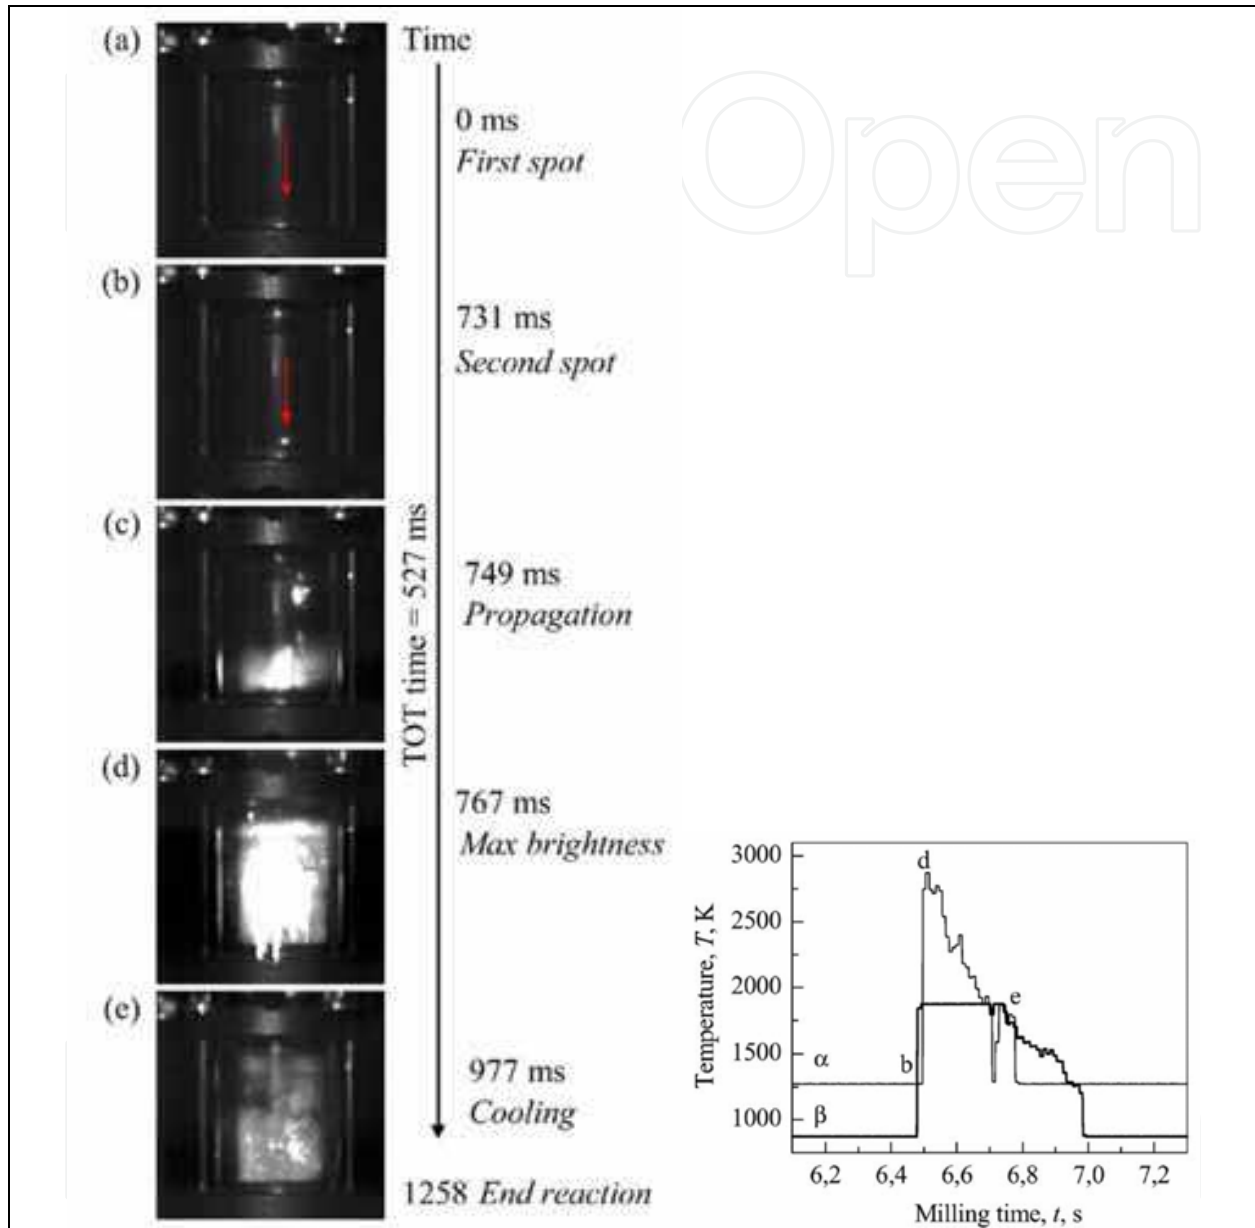 Open
(a)
Time
0 ms
First spot
(b)
731 ms
Second spot
(c)
749 ms
Propagation
TOT time = 527 ms
(d)
767 ms
Max brightness
(e)
977 ms
Cooling
1258 End reaction
Temperature, T, K
3000
2500
2000
1500
1000
d
b
e
α
β
6,2 6,4 6,6 6,8 7,0 7,2
Milling time, t, s